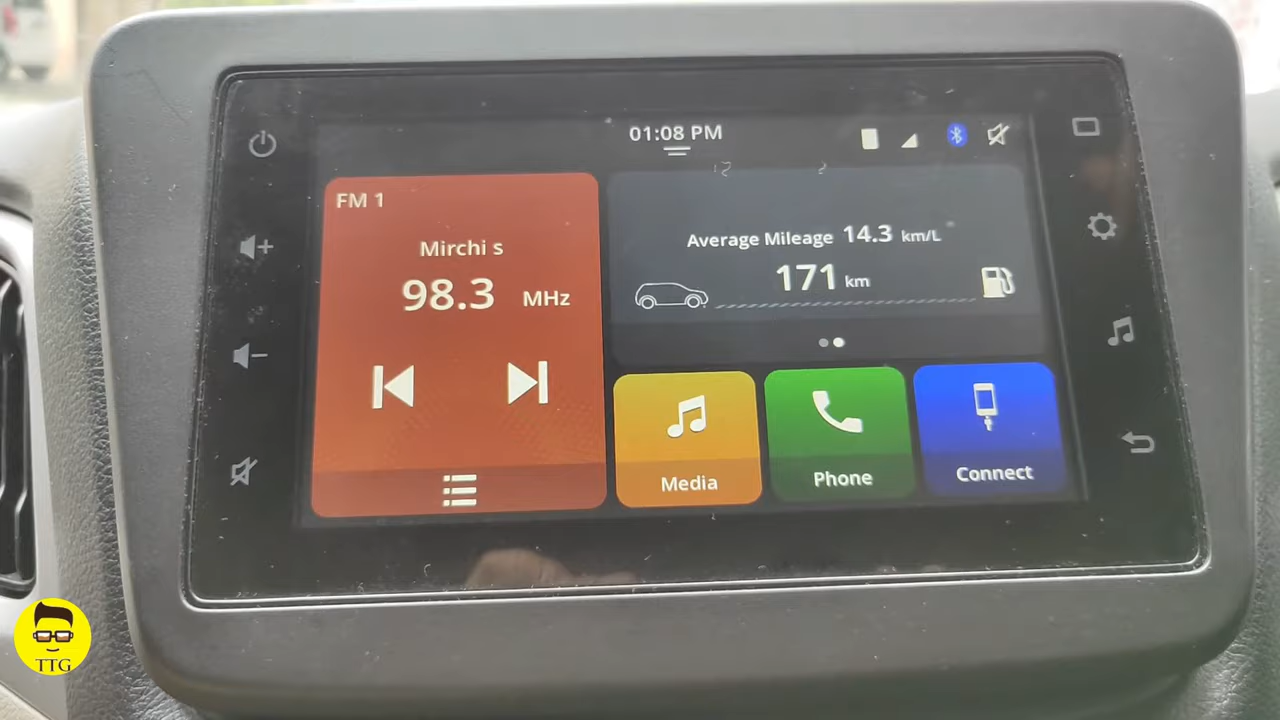 01:08 PM
FM 1
Mirchi s
98.3 MHz
Average Mileage 14.3 km/L
171 km
Media
Phone
Connect
TTG